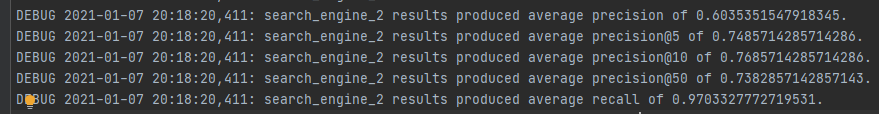 DEBUG 2021-01-07 20:18:20,411: search_engine_2 results produced average precision of 0.6035351547918345.
DEBUG 2021-01-07 20:18:20,411: search_engine_2 results produced average precision@5 of 0.7485714285714286.
DEBUG 2021-01-07 20:18:20,411: search_engine_2 results produced average precision@10 of 0.7685714285714286.
DEBUG 2021-01-07 20:18:20,411: search_engine_2 results produced average precision@50 of 0.7382857142857143.
DEBUG 2021-01-07 20:18:20,411: search_engine_2 results produced average recall of 0.9703327772719531.